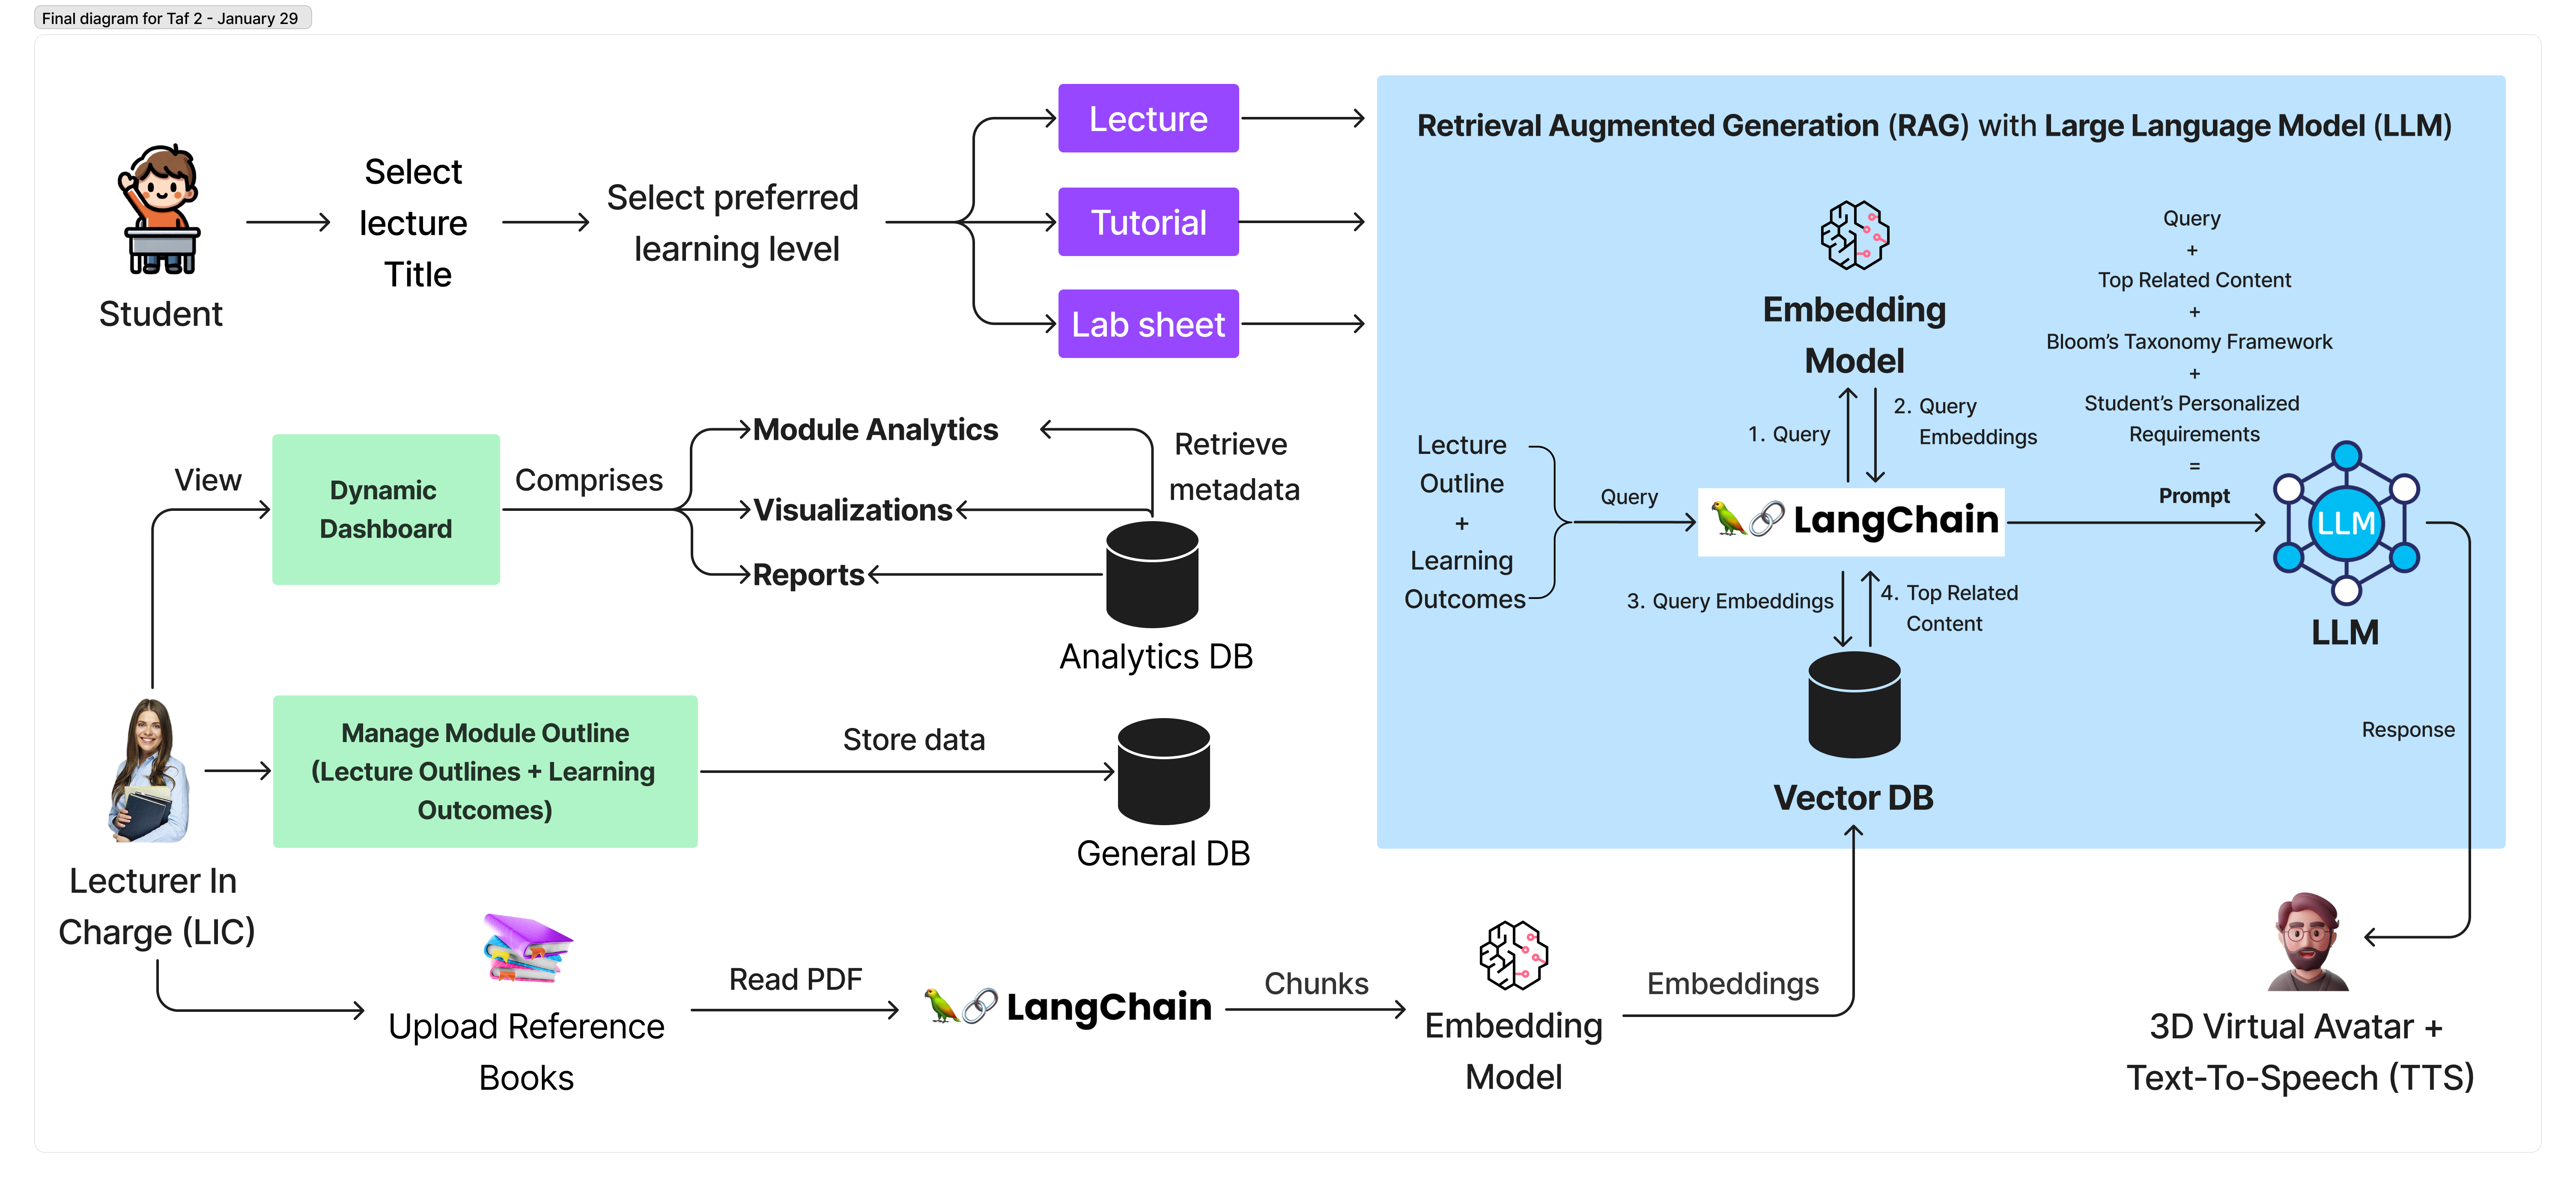 Final diagram for Taf 2 - January 29
Student
Select
lecture
Title
Select preferred
learning level
Lecture
Tutorial
Lab sheet
View
Dynamic
Dashboard
Comprises
Module Analytics
Visualizations
Reports
Retrieve
metadata
Analytics DB
Lecturer In
Charge (LIC)
Manage Module Outline
(Lecture Outlines + Learning
Outcomes)
Store data
General DB
Upload Reference
Books
Read PDF
LangChain
Chunks
Embedding
Model
Embeddings
Retrieval Augmented Generation (RAG) with Large Language Model (LLM)
Embedding
Model
1. Query
2. Query
Embeddings
Lecture
Outline
+
Learning
Outcomes
Query
LangChain
3. Query Embeddings
4. Top Related
Content
Vector DB
Query
+
Top Related Content
+
Bloom’s Taxonomy Framework
+
Student’s Personalized
Requirements
=
Prompt
LLM
LLM
Response
3D Virtual Avatar +
Text-To-Speech (TTS)